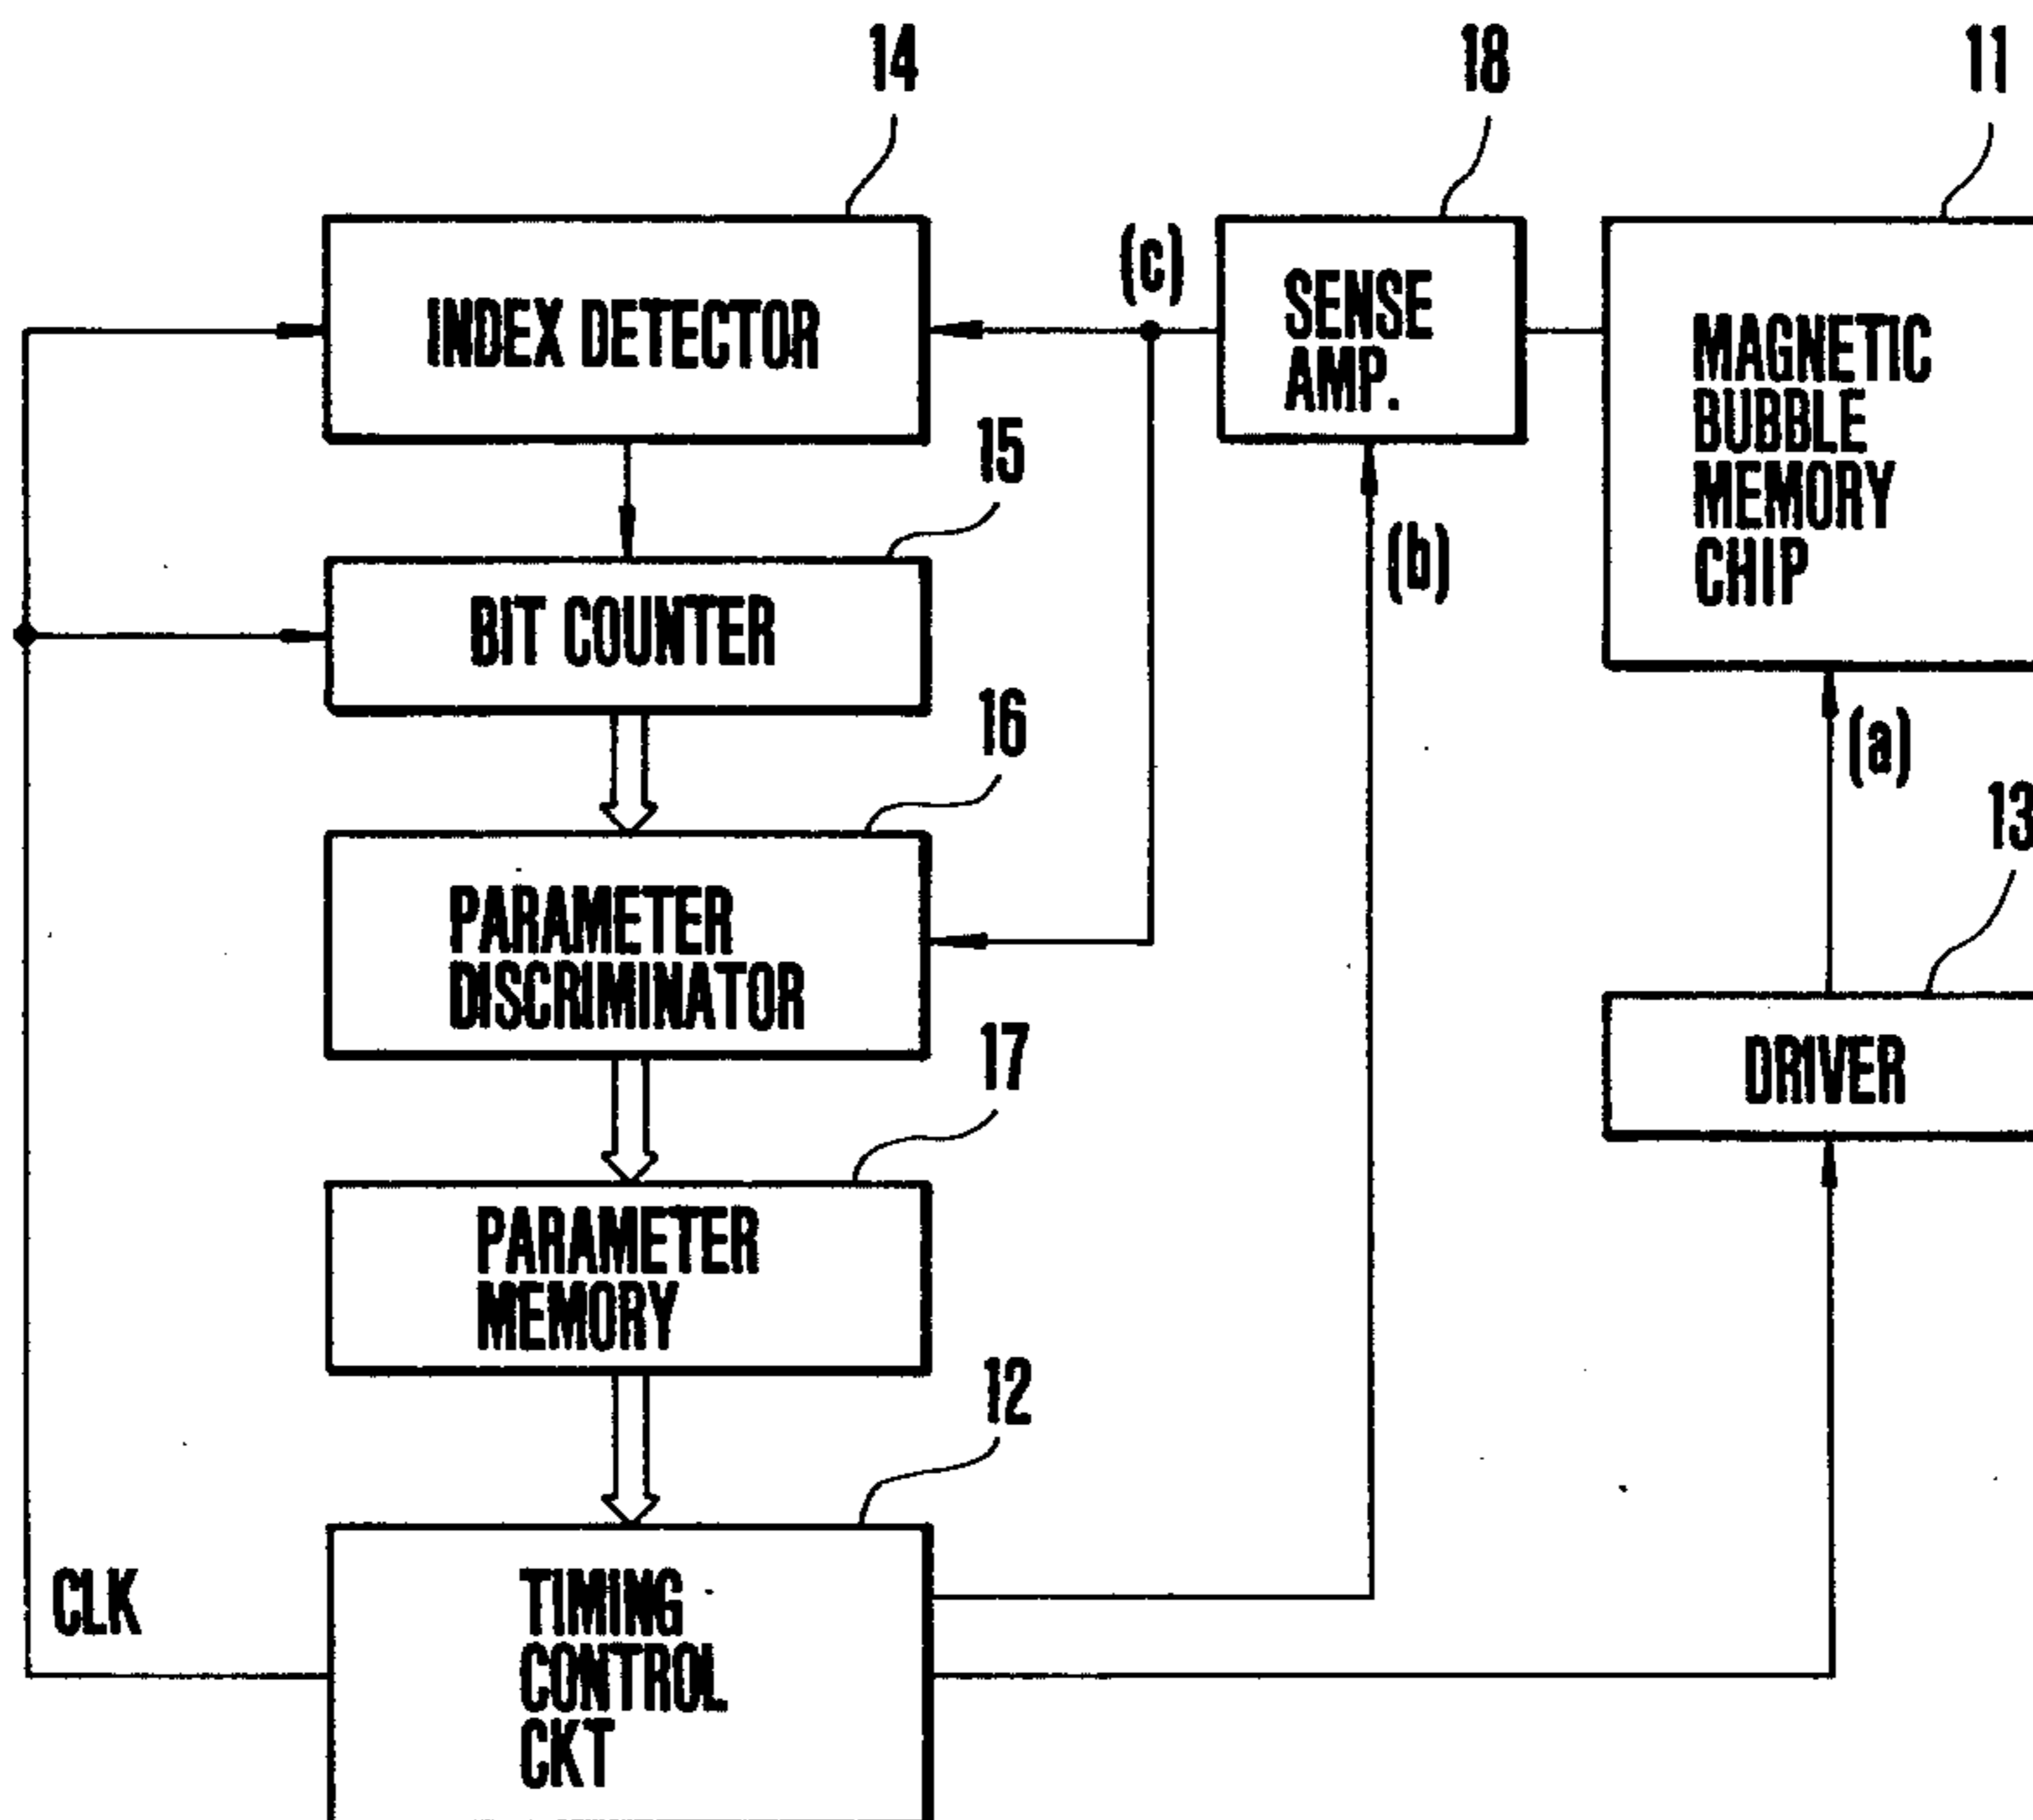 14
18
11
INDEX DETECTOR
(c)
SENSE
AMP.
MAGNETIC
BUBBLE
MEMORY
CHIP
15
(b)
BIT COUNTER
16
(a)
13
PARAMETER
DISCRIMINATOR
17
DRIVER
PARAMETER
MEMORY
12
CLK
TIMING
CONTROL
CKT